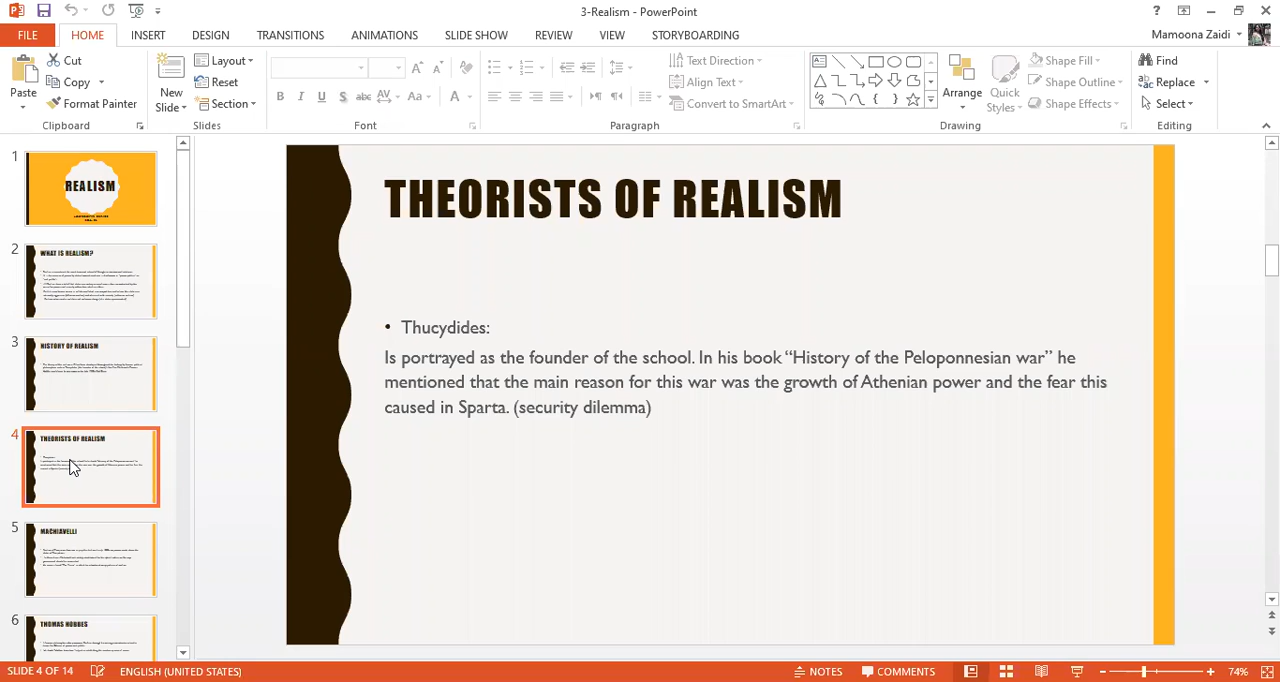 3-Realism - PowerPoint
FILE HOME INSERT DESIGN TRANSITIONS ANIMATIONS SLIDE SHOW REVIEW VIEW STORYBOARDING Mamoona Zaidi
Paste
Cut
Copy
Format Painter
Clipboard
New
Slide
Layout
Reset
Section
Slides
Font
Text Direction
Align Text
Convert to SmartArt
Paragraph
Arrange
Quick
Styles
Shape Fill
Shape Outline
Shape Effects
Drawing
Find
Replace
Select
Editing
1
REALISM
2
WHAT IS REALISM?
3
HISTORY OF REALISM
4
THEORISTS OF REALISM
5
MACHIAVELLI
6
THOMAS HOBBES
THEORISTS OF REALISM
• Thucydides:
Is portrayed as the founder of the school. In his book “History of the Peloponnesian war” he
mentioned that the main reason for this war was the growth of Athenian power and the fear this
caused in Sparta. (security dilemma)
SLIDE 4 OF 14 ENGLISH (UNITED STATES) NOTES COMMENTS 74%